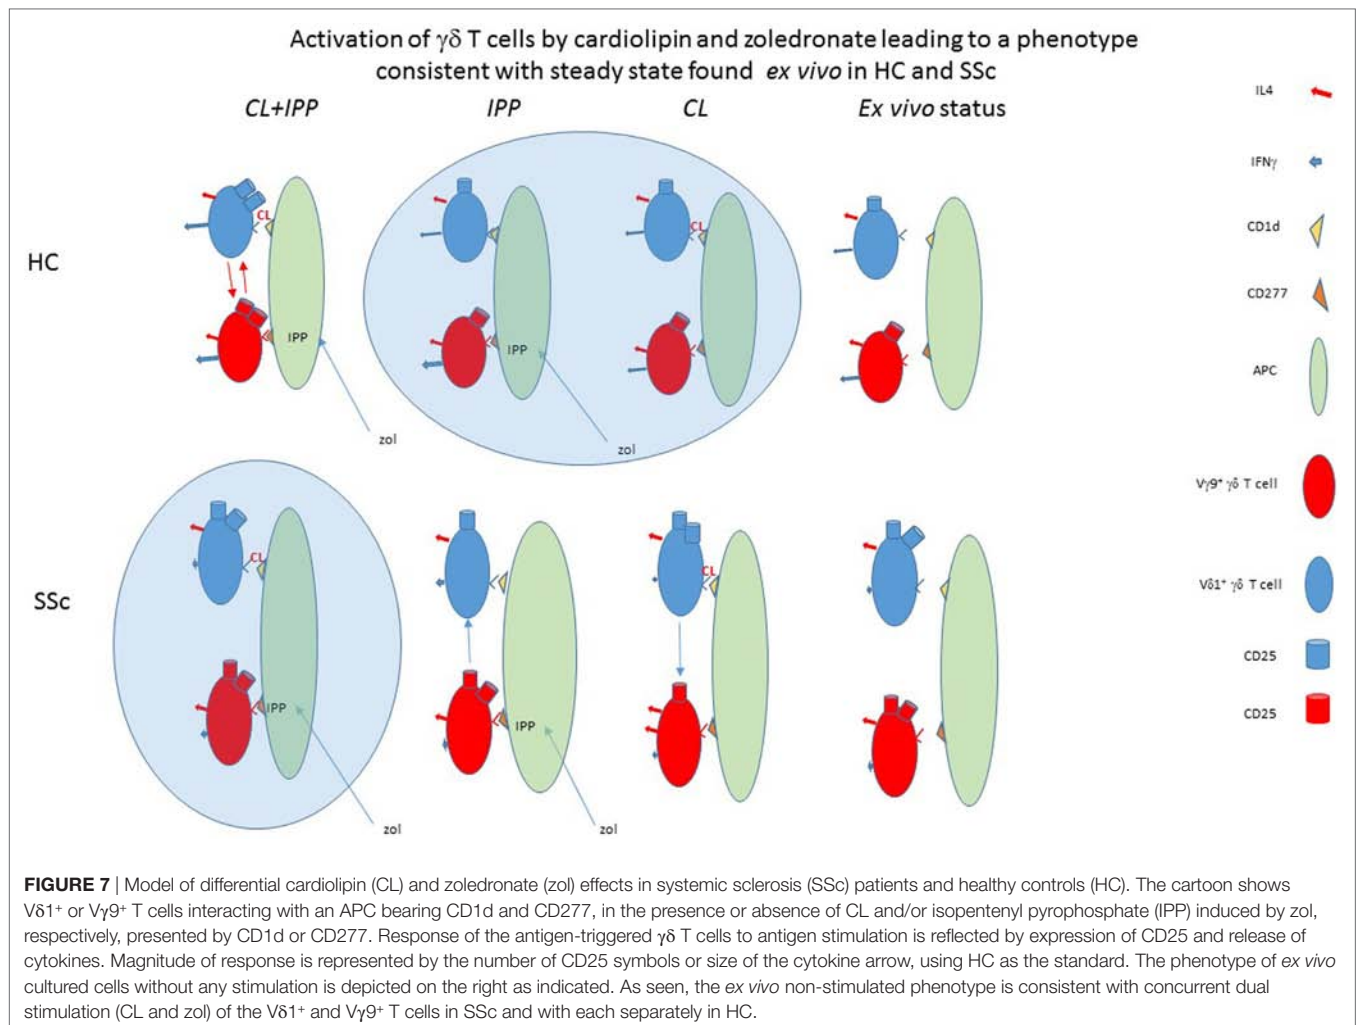 Activation of γδ T cells by cardiolipin and zoledronate leading to a phenotype
consistent with steady state found ex vivo in HC and SSc
CL+IPP
IPP
CL
Ex vivo status
HC
CL
IPP
zol
IPP
zol
CL
SSc
CL
IPP
zol
IPP
zol
CL
IL4
IFNγ
CD1d
CD277
APC
Vγ9⁺ γδ T cell
Vδ1⁺ γδ T cell
CD25
CD25
FIGURE 7 | Model of differential cardiolipin (CL) and zoledronate (zol) effects in systemic sclerosis (SSc) patients and healthy controls (HC). The cartoon shows
Vδ1⁺ or Vγ9⁺ T cells interacting with an APC bearing CD1d and CD277, in the presence or absence of CL and/or isopentenyl pyrophosphate (IPP) induced by zol,
respectively, presented by CD1d or CD277. Response of the antigen-triggered γδ T cells to antigen stimulation is reflected by expression of CD25 and release of
cytokines. Magnitude of response is represented by the number of CD25 symbols or size of the cytokine arrow, using HC as the standard. The phenotype of ex vivo
cultured cells without any stimulation is depicted on the right as indicated. As seen, the ex vivo non-stimulated phenotype is consistent with concurrent dual
stimulation (CL and zol) of the Vδ1⁺ and Vγ9⁺ T cells in SSc and with each separately in HC.